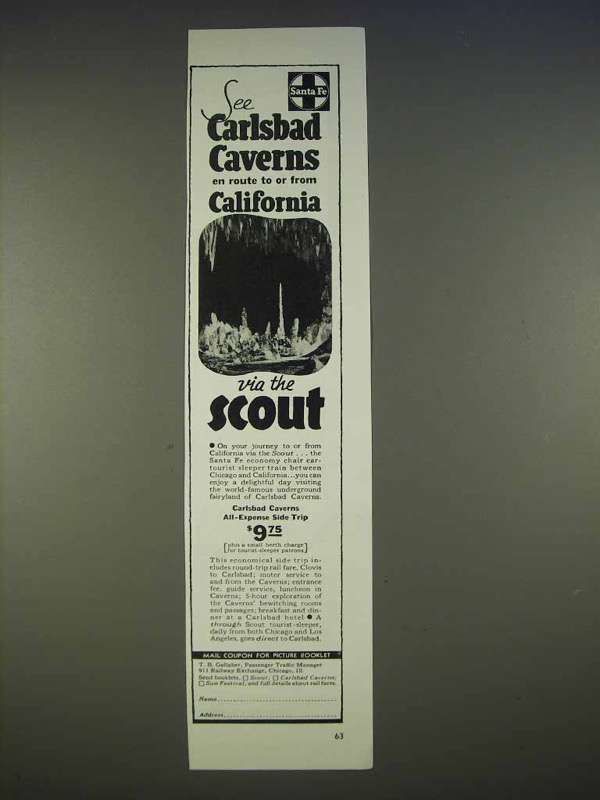 See
Santa Fe
Carlsbad
Caverns
en route to or from
California
via the
scout
• On your journey to or from
California via the Scout . . . the
Santa Fe economy chair car-
tourist sleeper train between
Chicago and California...you can
enjoy a delightful day visiting
the world-famous underground
fairyland of Carlsbad Caverns.
Carlsbad Caverns
All-Expense Side Trip
$9.75
[plus a small berth charge
for tourist-sleeper patrons]
This economical side trip in-
cludes round-trip rail fare, Clovis
to Carlsbad; motor service to
and from the Caverns; entrance
fee, guide service, luncheon in
Caverns; 5-hour exploration of
the Caverns' bewitching rooms
and passages; breakfast and din-
ner at a Carlsbad hotel • A
through Scout tourist-sleeper,
daily from both Chicago and Los
Angeles, goes direct to Carlsbad.
MAIL COUPON FOR PICTURE BOOKLET
T. B. Gallaher, Passenger Traffic Manager
911 Railway Exchange, Chicago, Ill.
Send booklets, □ Scout, □ Carlsbad Caverns,
□ Sun Festival, and full details about rail fares.
Name
Address
63